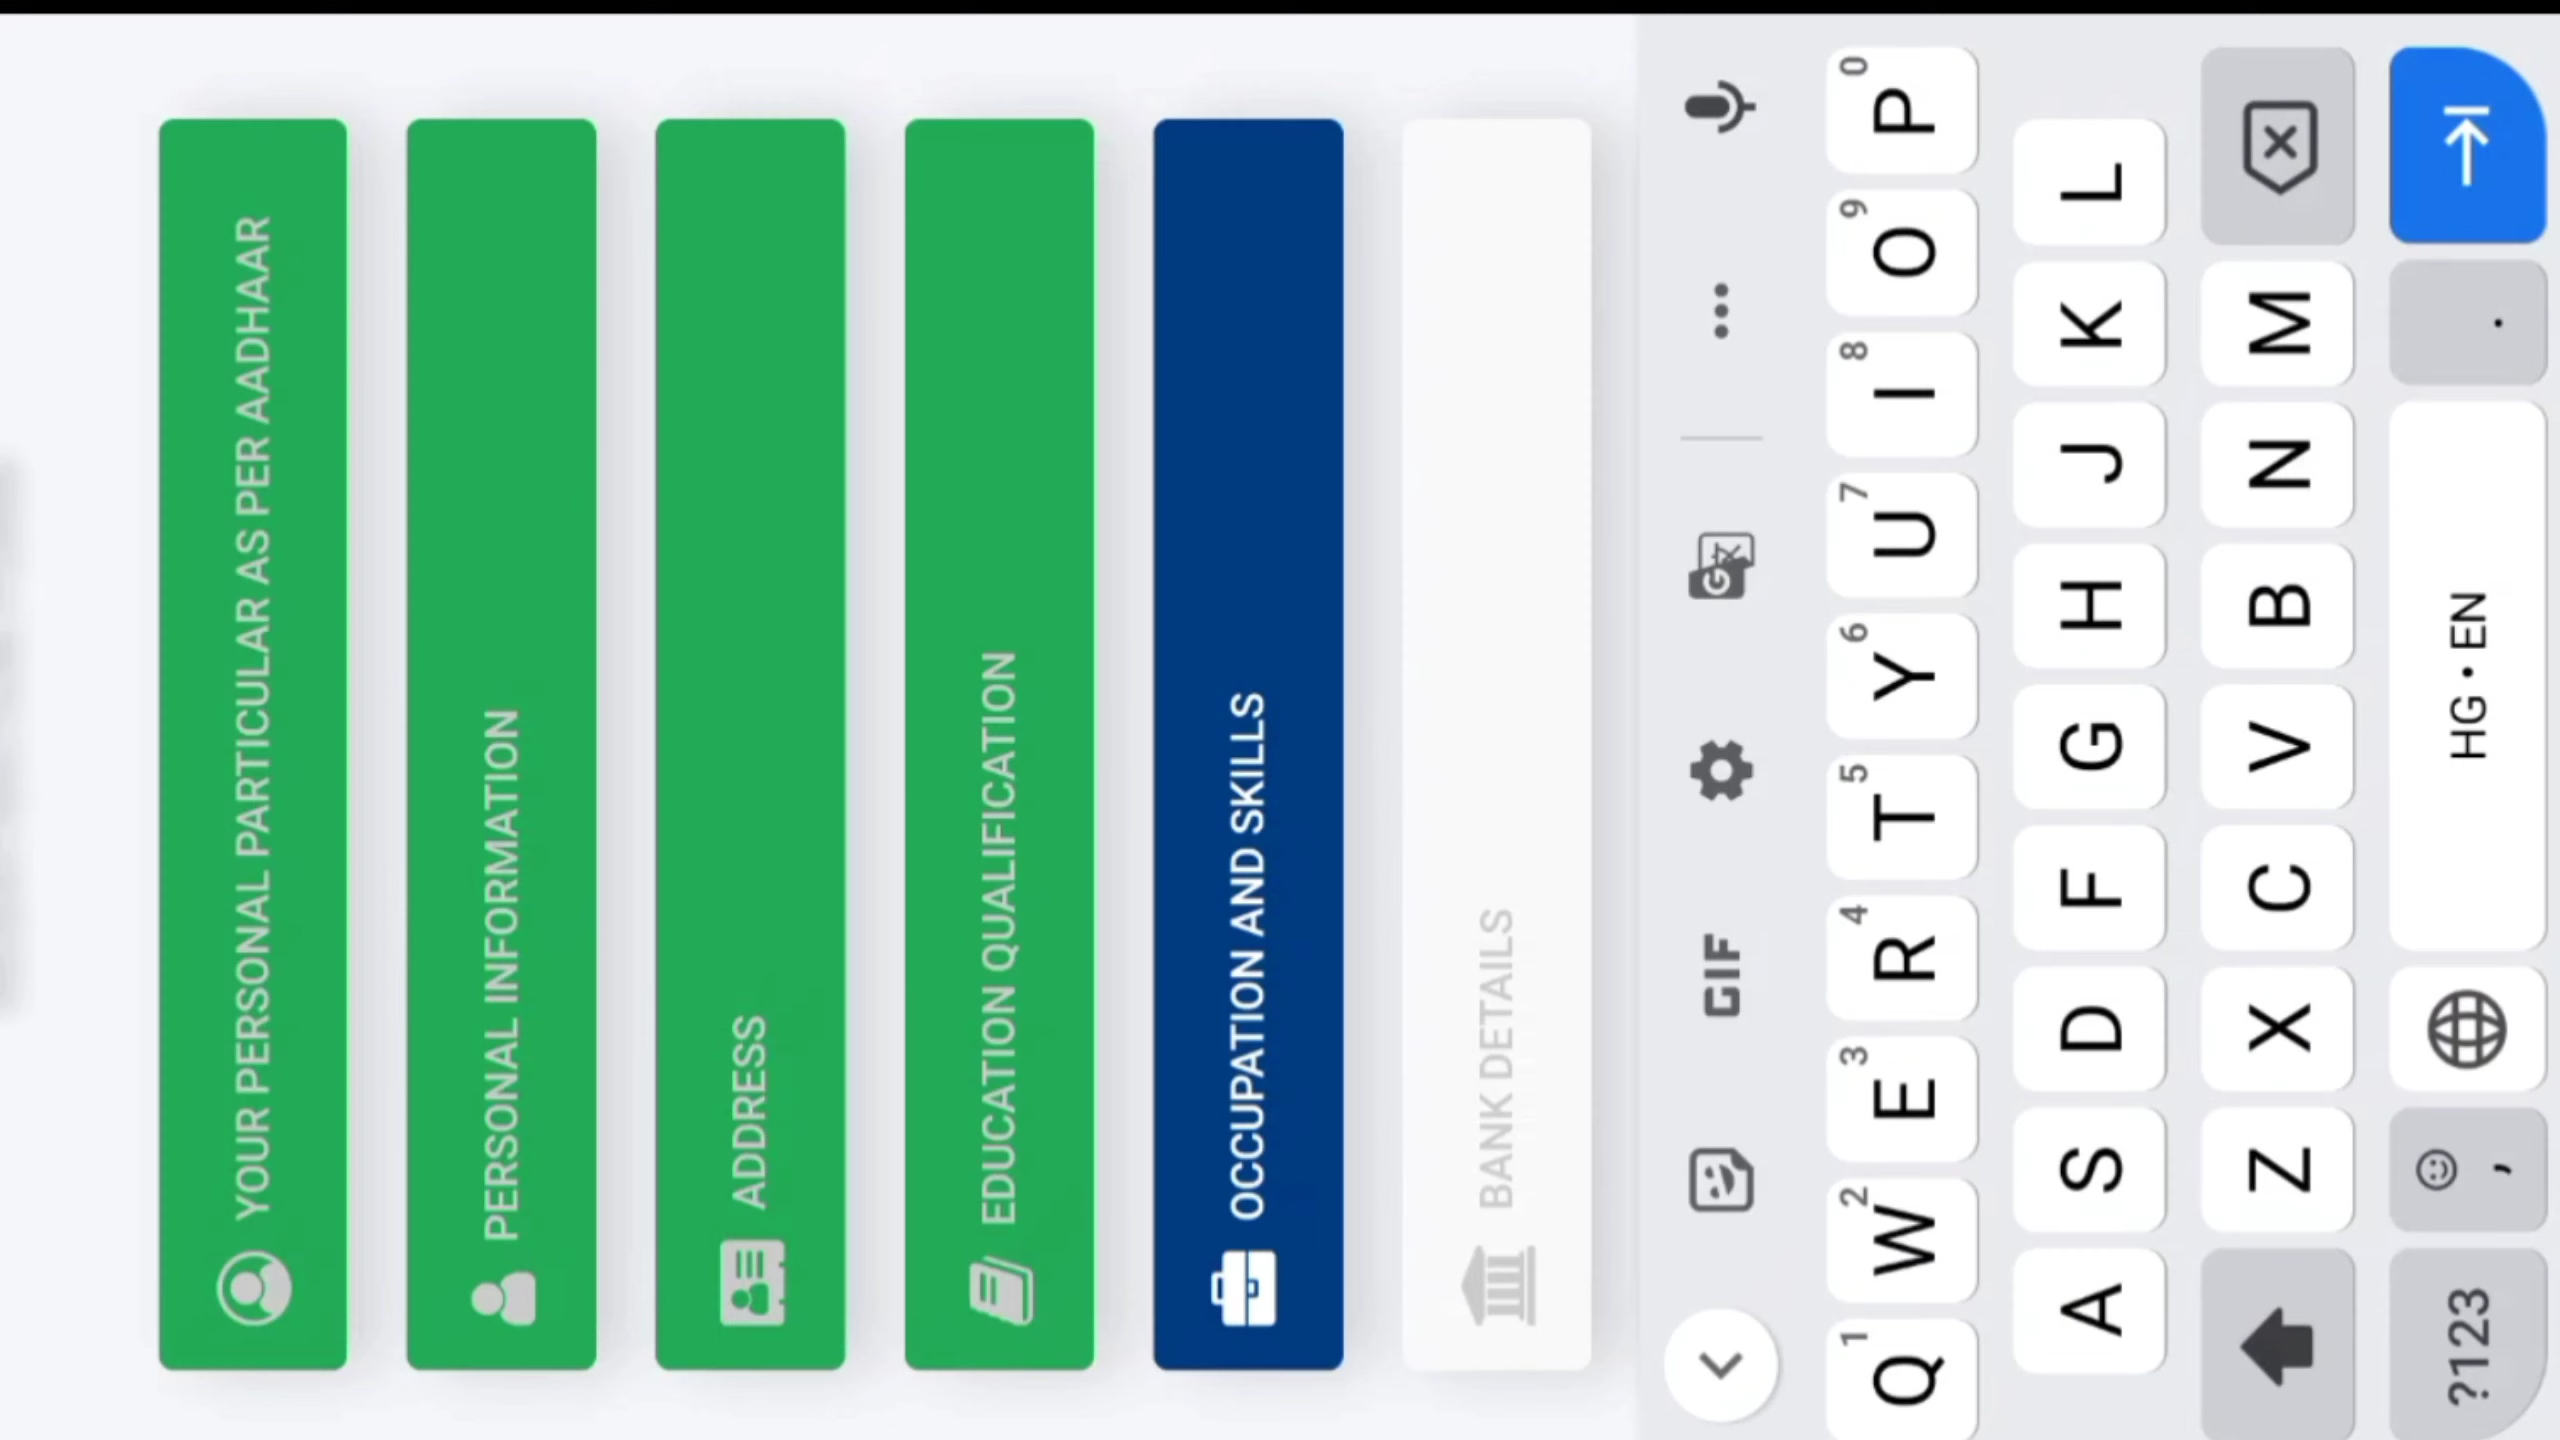 YOUR PERSONAL PARTICULAR AS PER AADHAAR
PERSONAL INFORMATION
ADDRESS
EDUCATION QUALIFICATION
OCCUPATION AND SKILLS
BANK DETAILS
GIF
1 2 3 4 5 6 7 8 9 0
Q W E R T Y U I O P
A S D F G H J K L
Z X C V B N M
?123 , HG • EN .